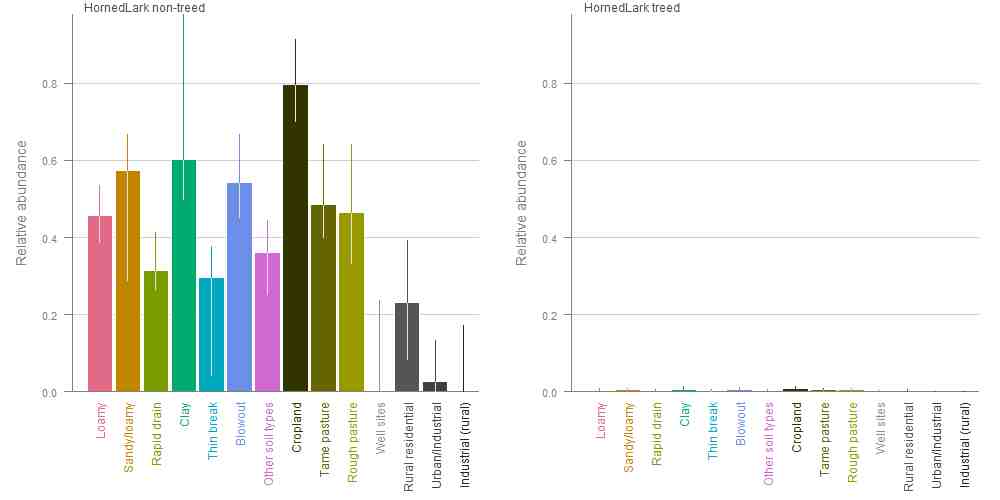 HornedLark non-treed
Relative abundance
0.8
0.6
0.4
0.2
0.0
Loamy
Sandy/loamy
Rapid drain
Clay
Thin break
Blowout
Other soil types
Cropland
Tame pasture
Rough pasture
Well sites
Rural residential
Urban/Industrial
Industrial (rural)
HornedLark treed
Relative abundance
0.8
0.6
0.4
0.2
0.0
Loamy
Sandy/loamy
Rapid drain
Clay
Thin break
Blowout
Other soil types
Cropland
Tame pasture
Rough pasture
Well sites
Rural residential
Urban/Industrial
Industrial (rural)